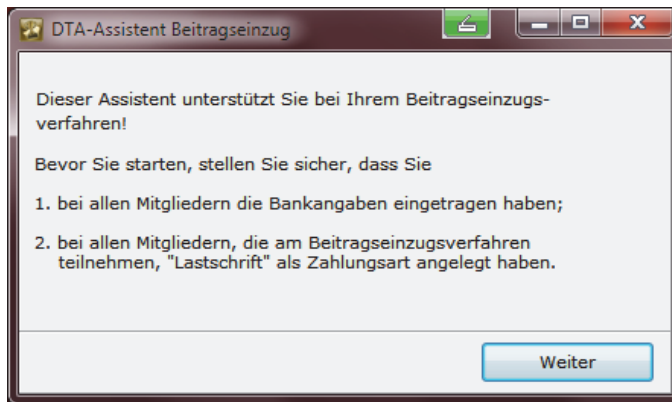 DTA-Assistent Beitragseinzug
Dieser Assistent unterstützt Sie bei Ihrem Beitragseinzugs-
verfahren!
Bevor Sie starten, stellen Sie sicher, dass Sie
1. bei allen Mitgliedern die Bankangaben eingetragen haben;
2. bei allen Mitgliedern, die am Beitragseinzugsverfahren
teilnehmen, "Lastschrift" als Zahlungsart angelegt haben.
Weiter